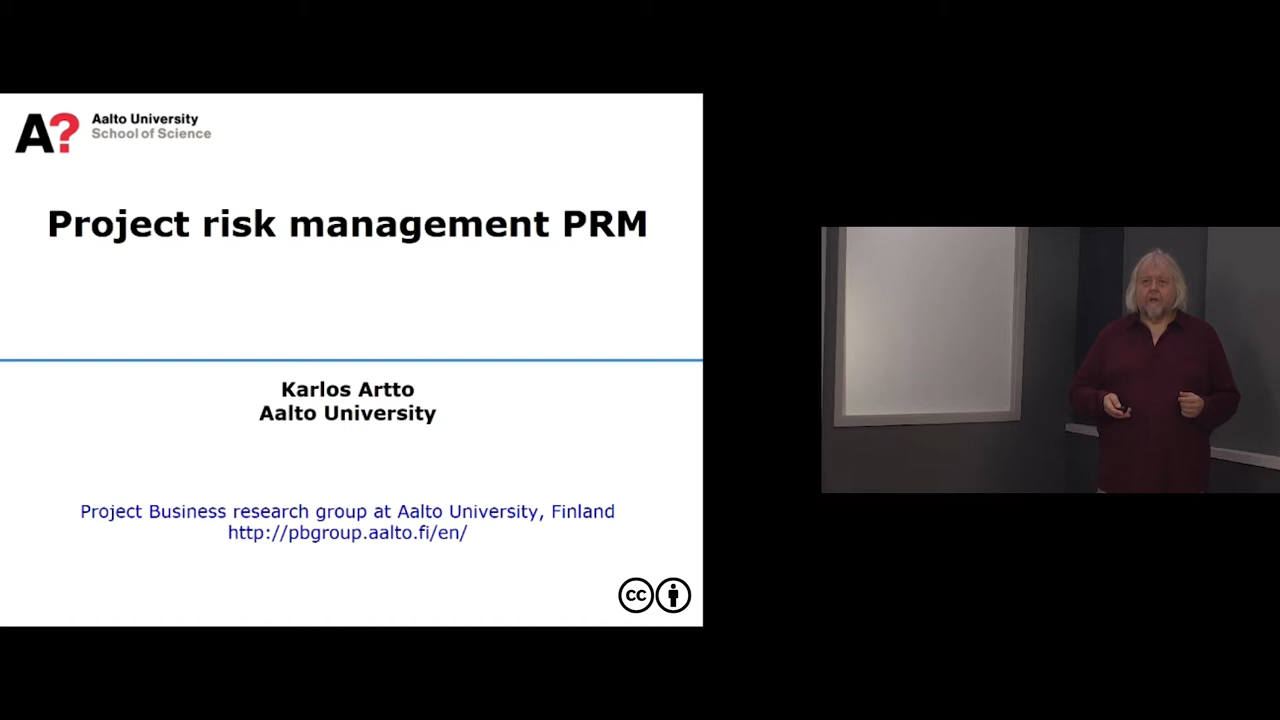 A?
Aalto University
School of Science
Project risk management PRM
Karlos Artto
Aalto University
Project Business research group at Aalto University, Finland
http://pbgroup.aalto.fi/en/
cc